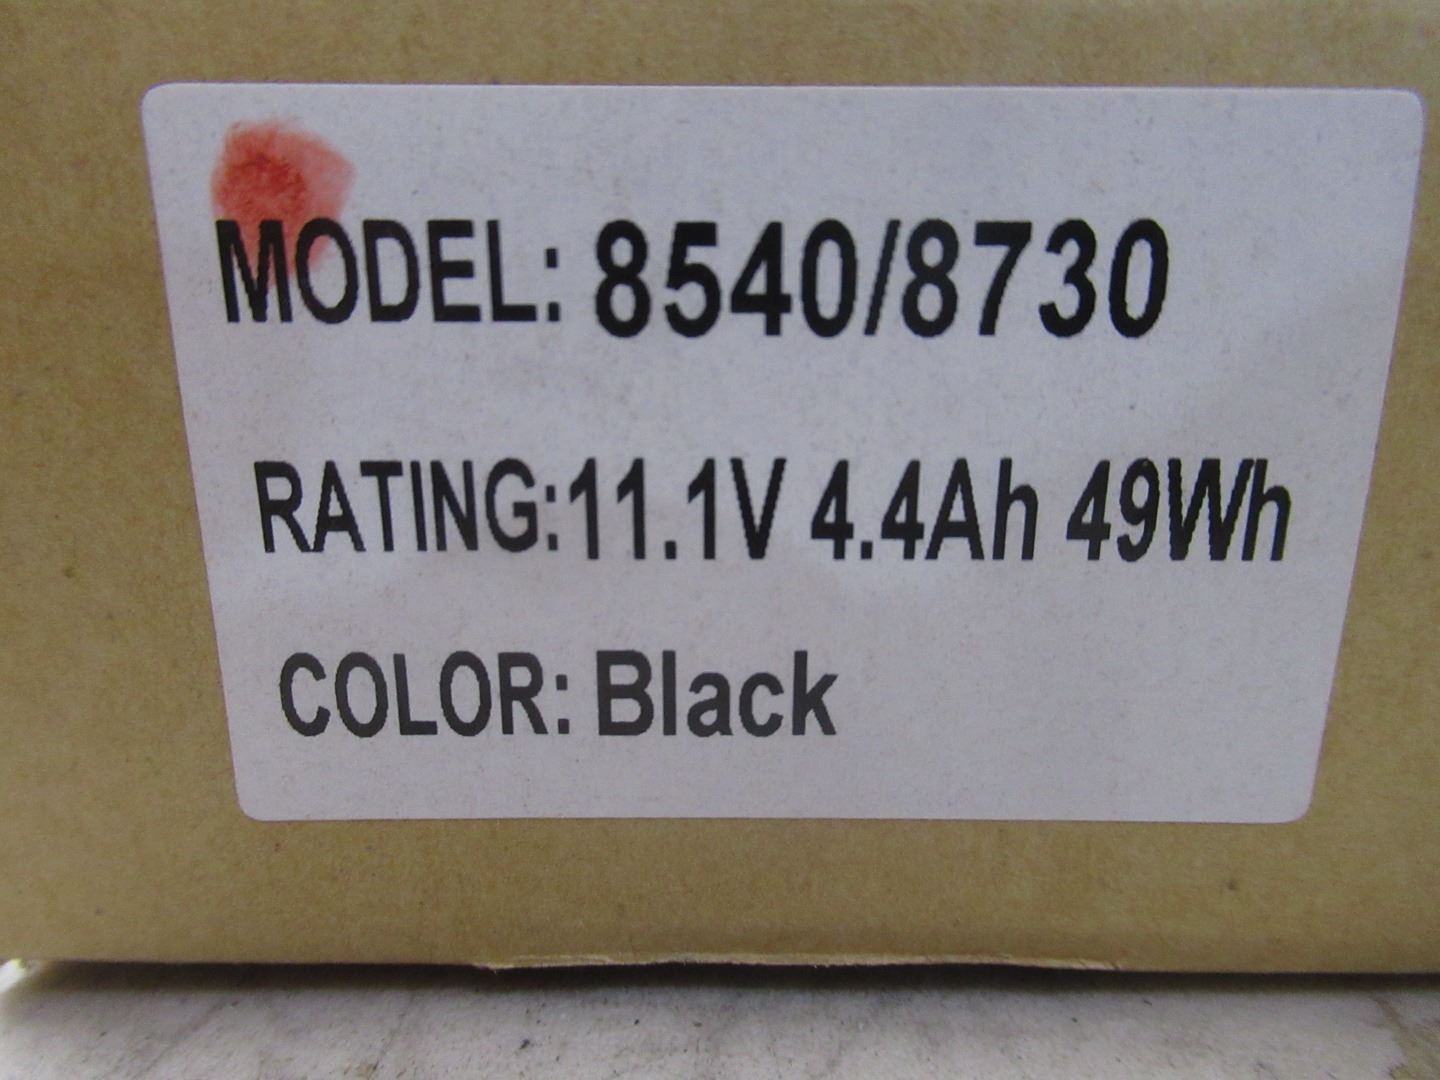 MODEL: 8540/8730
RATING:11.1V 4.4Ah 49Wh
COLOR: Black